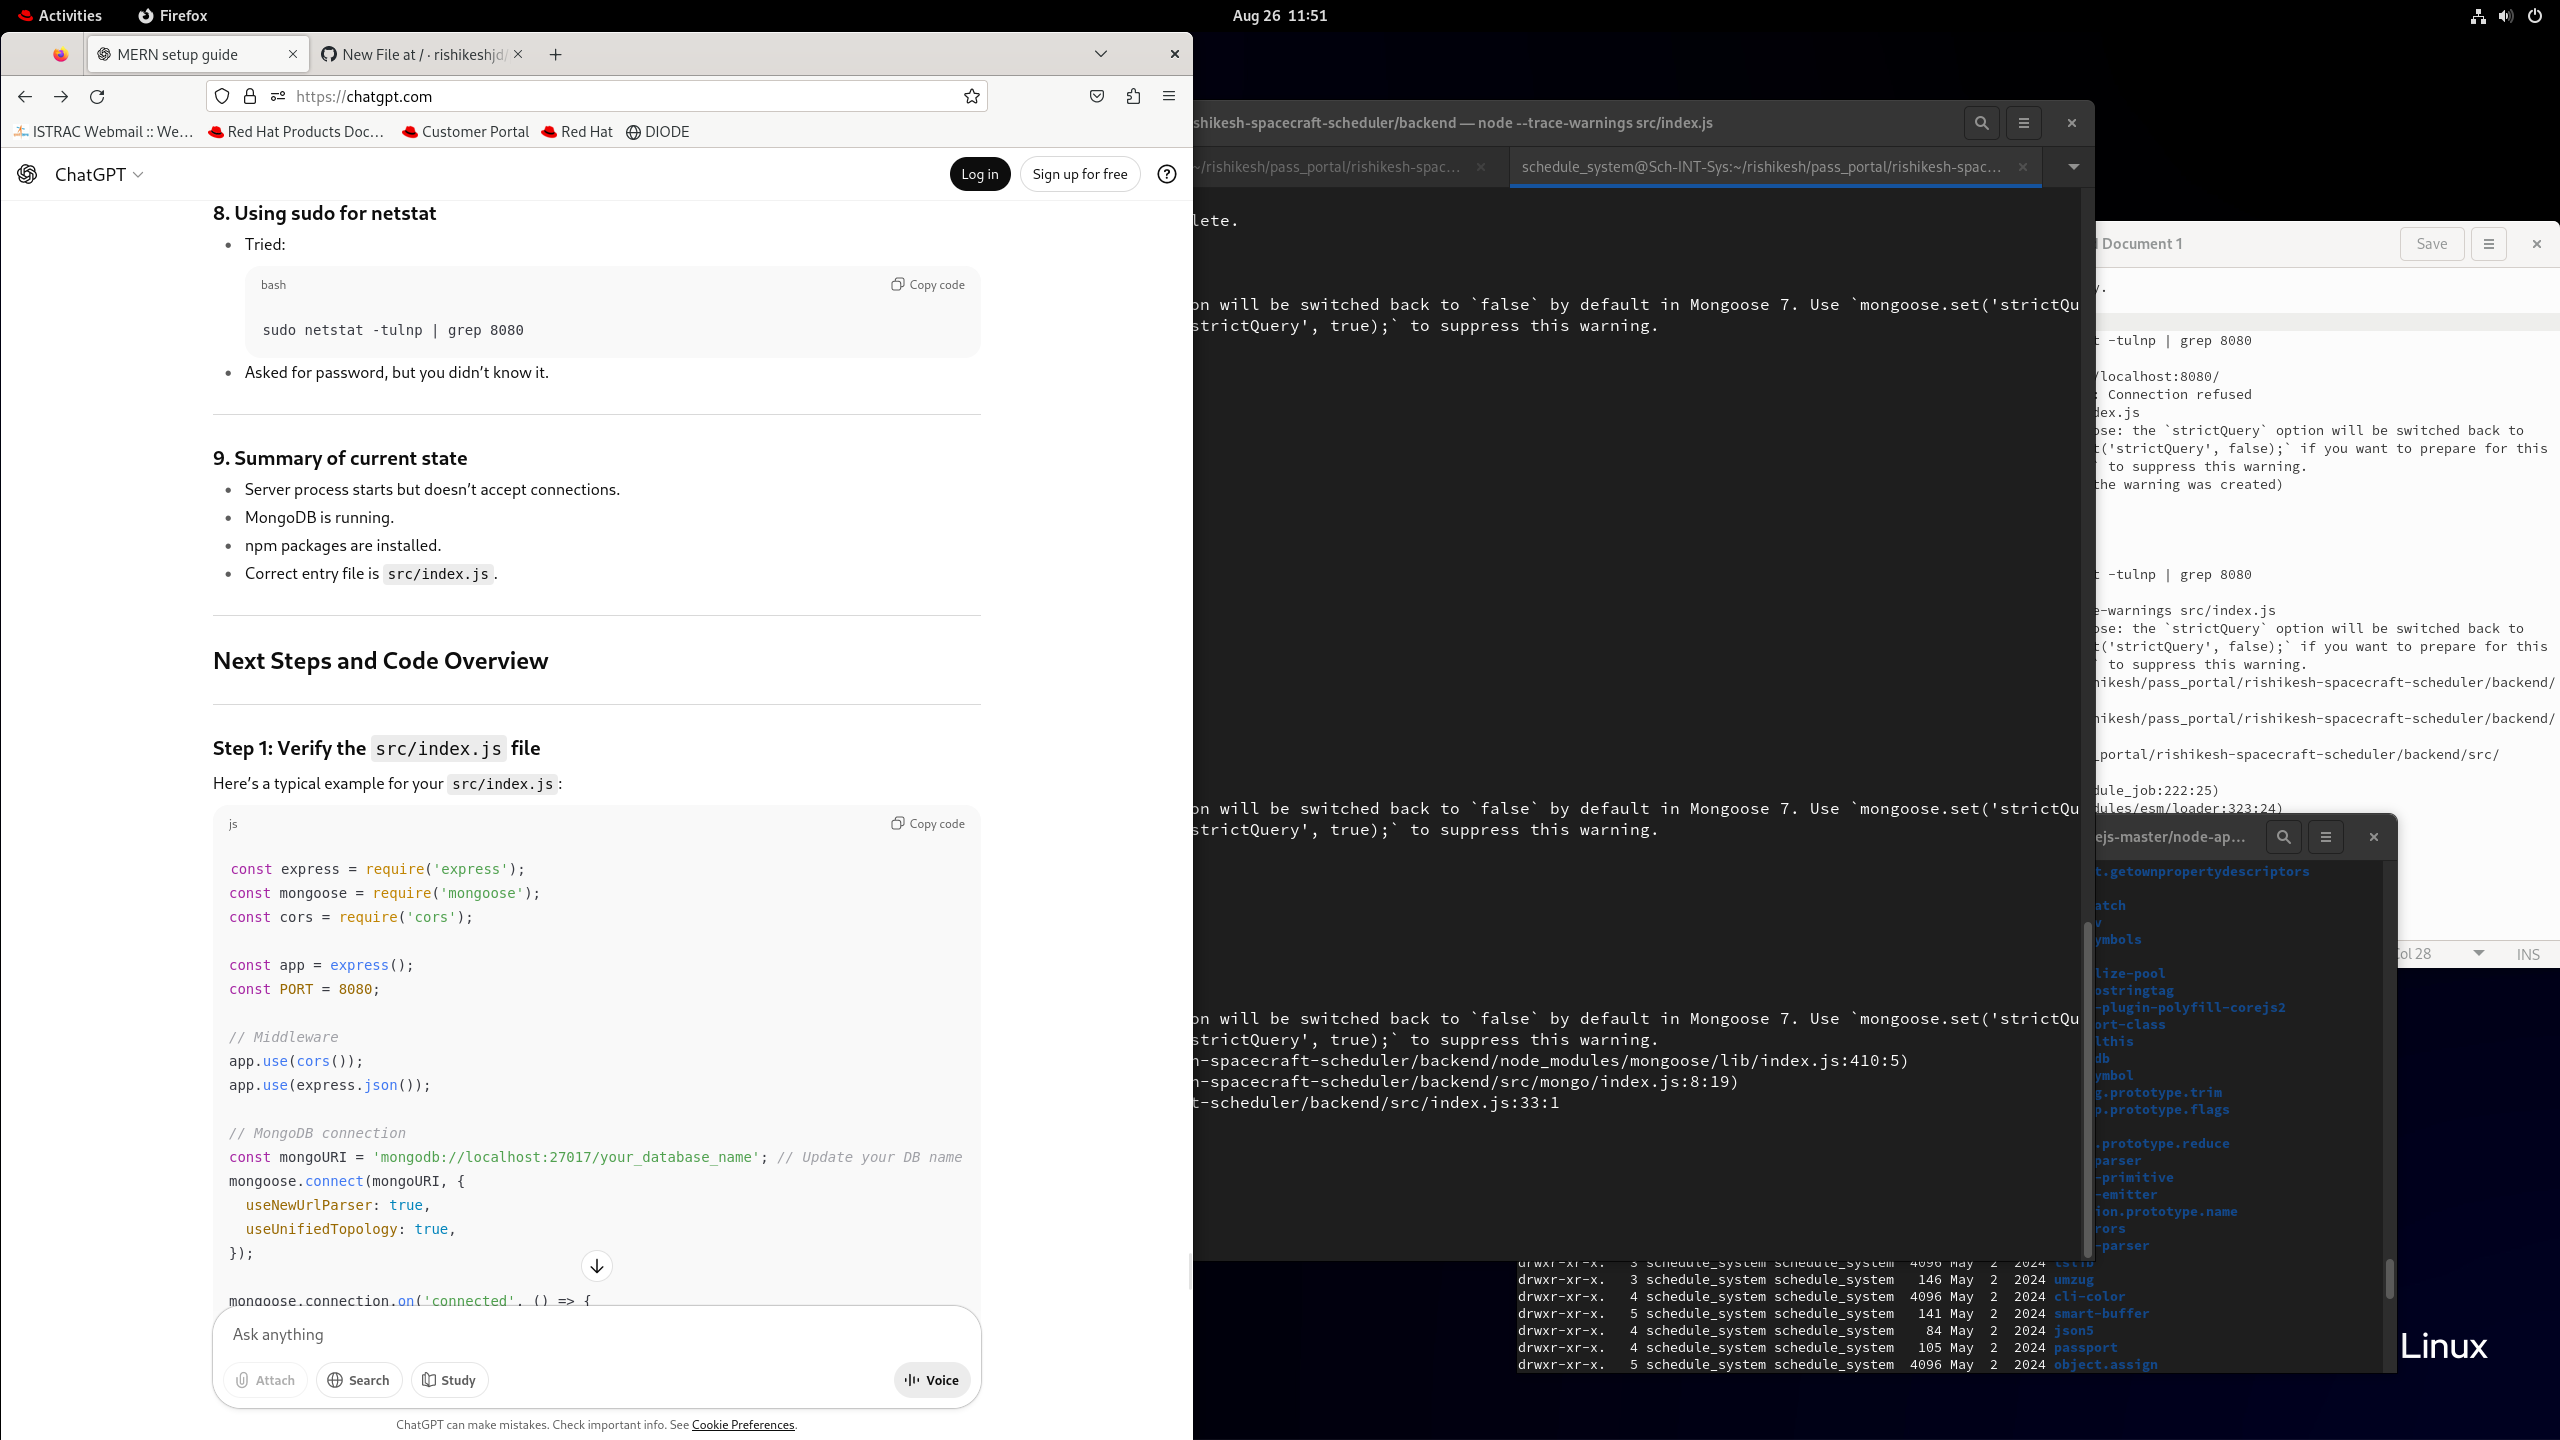 Activities
Firefox
Aug 26 11:51
MERN setup guide
New File at / · rishikeshjd/
https://chatgpt.com
ISTRAC Webmail :: We…
Red Hat Products Doc…
Customer Portal
Red Hat
DIODE
ChatGPT
Log in
Sign up for free
8. Using sudo for netstat
Tried:
bash
Copy code
sudo netstat -tulnp | grep 8080
Asked for password, but you didn’t know it.
9. Summary of current state
Server process starts but doesn’t accept connections.
MongoDB is running.
npm packages are installed.
Correct entry file is src/index.js.
Next Steps and Code Overview
Step 1: Verify the src/index.js file
Here’s a typical example for your src/index.js:
js
Copy code
const express = require('express');
const mongoose = require('mongoose');
const cors = require('cors');
const app = express();
const PORT = 8080;
// Middleware
app.use(cors());
app.use(express.json());
// MongoDB connection
const mongoURI = 'mongodb://localhost:27017/your_database_name'; // Update your DB name
mongoose.connect(mongoURI, {
useNewUrlParser: true,
useUnifiedTopology: true,
});
mongoose.connection.on('connected', () => {
Ask anything
Attach
Search
Study
Voice
ChatGPT can make mistakes. Check important info. See Cookie Preferences.
shikesh-spacecraft-scheduler/backend — node --trace-warnings src/index.js
~/rishikesh/pass_portal/rishikesh-spac…
schedule_system@Sch-INT-Sys:~/rishikesh/pass_portal/rishikesh-spac…
lete.
on will be switched back to `false` by default in Mongoose 7. Use `mongoose.set('strictQu
strictQuery', true);` to suppress this warning.
on will be switched back to `false` by default in Mongoose 7. Use `mongoose.set('strictQu
strictQuery', true);` to suppress this warning.
on will be switched back to `false` by default in Mongoose 7. Use `mongoose.set('strictQu
strictQuery', true);` to suppress this warning.
h-spacecraft-scheduler/backend/node_modules/mongoose/lib/index.js:410:5)
h-spacecraft-scheduler/backend/src/mongo/index.js:8:19)
t-scheduler/backend/src/index.js:33:1
d Document 1
Save
y.
t -tulnp | grep 8080
/localhost:8080/
: Connection refused
dex.js
ose: the `strictQuery` option will be switched back to
t('strictQuery', false);` if you want to prepare for this
` to suppress this warning.
the warning was created)
t -tulnp | grep 8080
e-warnings src/index.js
ose: the `strictQuery` option will be switched back to
t('strictQuery', false);` if you want to prepare for this
` to suppress this warning.
hikesh/pass_portal/rishikesh-spacecraft-scheduler/backend/
hikesh/pass_portal/rishikesh-spacecraft-scheduler/backend/
_portal/rishikesh-spacecraft-scheduler/backend/src/
dule_job:222:25)
dules/esm/loader:323:24)
Col 28
INS
ejs-master/node-ap…
t.getownpropertydescriptors
atch
v
ymbols
lize-pool
ostringtag
-plugin-polyfill-corejs2
ort-class
lthis
db
ymbol
g.prototype.trim
p.prototype.flags
.prototype.reduce
parser
-primitive
-emitter
ion.prototype.name
rors
-parser
drwxr-xr-x. 3 schedule_system schedule_system 4096 May 2 2024 cslib
drwxr-xr-x. 3 schedule_system schedule_system 146 May 2 2024 umzug
drwxr-xr-x. 4 schedule_system schedule_system 4096 May 2 2024 cli-color
drwxr-xr-x. 5 schedule_system schedule_system 141 May 2 2024 smart-buffer
drwxr-xr-x. 4 schedule_system schedule_system 84 May 2 2024 json5
drwxr-xr-x. 4 schedule_system schedule_system 105 May 2 2024 passport
drwxr-xr-x. 5 schedule_system schedule_system 4096 May 2 2024 object.assign
Linux